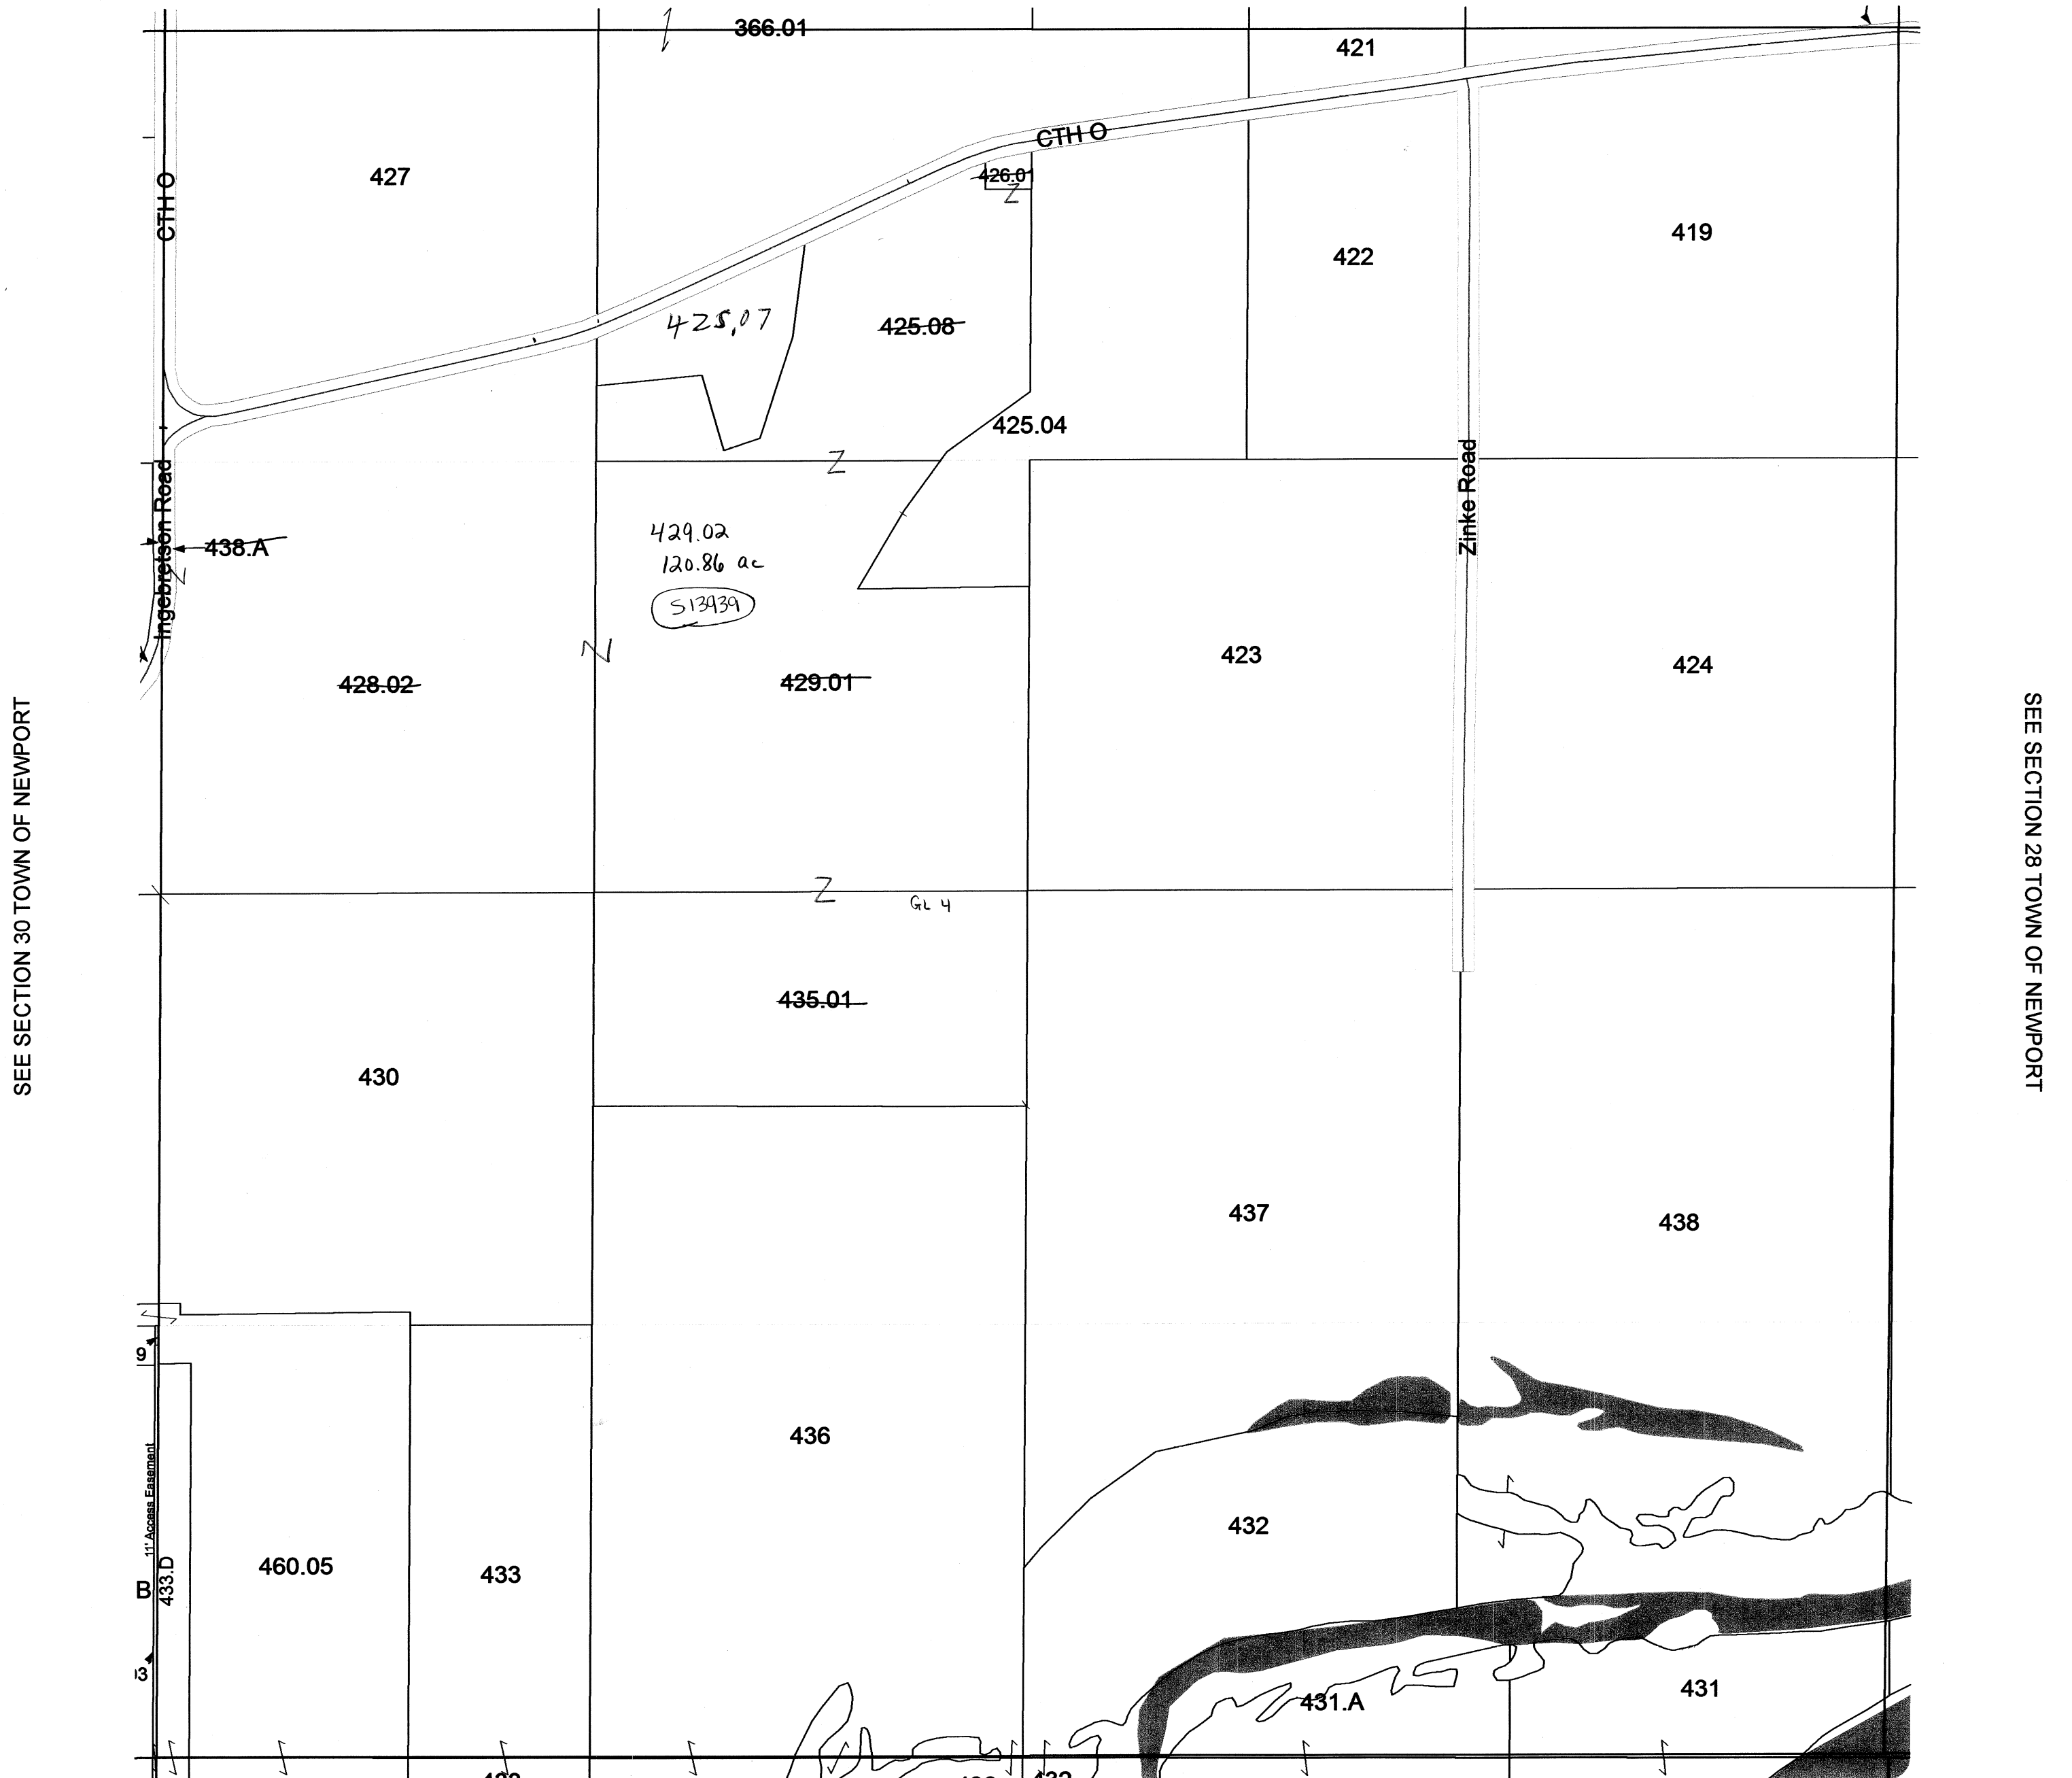 366.01
421
CTH O
427
CTH O
426.01
419
422
425.07
425.08
425.04
Ingebretson Road
Zinke Road
438.A
429.02
120.86 ac
S13939
423
424
428.02
429.01
SEE SECTION 30 TOWN OF NEWPORT
SEE SECTION 28 TOWN OF NEWPORT
GL 4
435.01
430
437
438
9
436
11' Access Easement
432
460.05
433
B
433.D
3
431.A
431
432